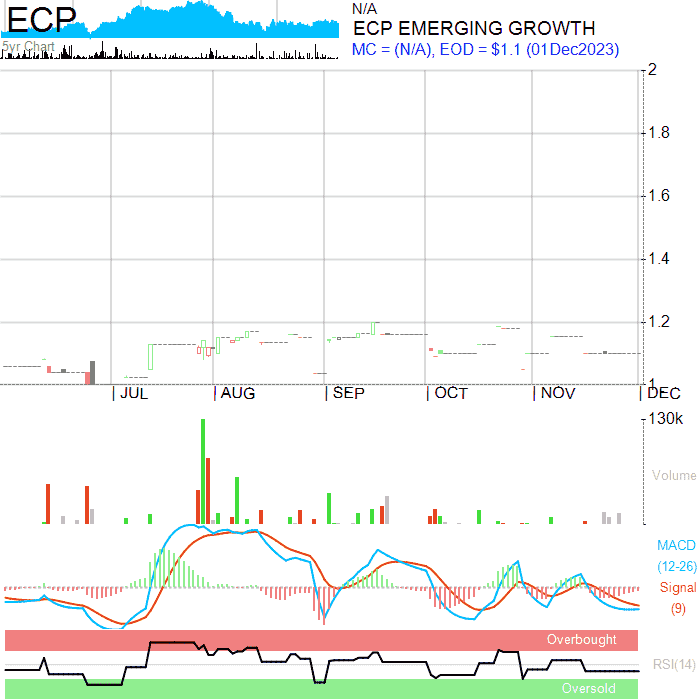 ECP
5yr Chart
N/A
ECP EMERGING GROWTH
MC = (N/A), EOD = $1.1 (01Dec2023)
2
1.8
1.6
1.4
1.2
1
JUL
AUG
SEP
OCT
NOV
DEC
130k
Volume
MACD
(12-26)
Signal
(9)
Overbought
RSI(14)
Oversold